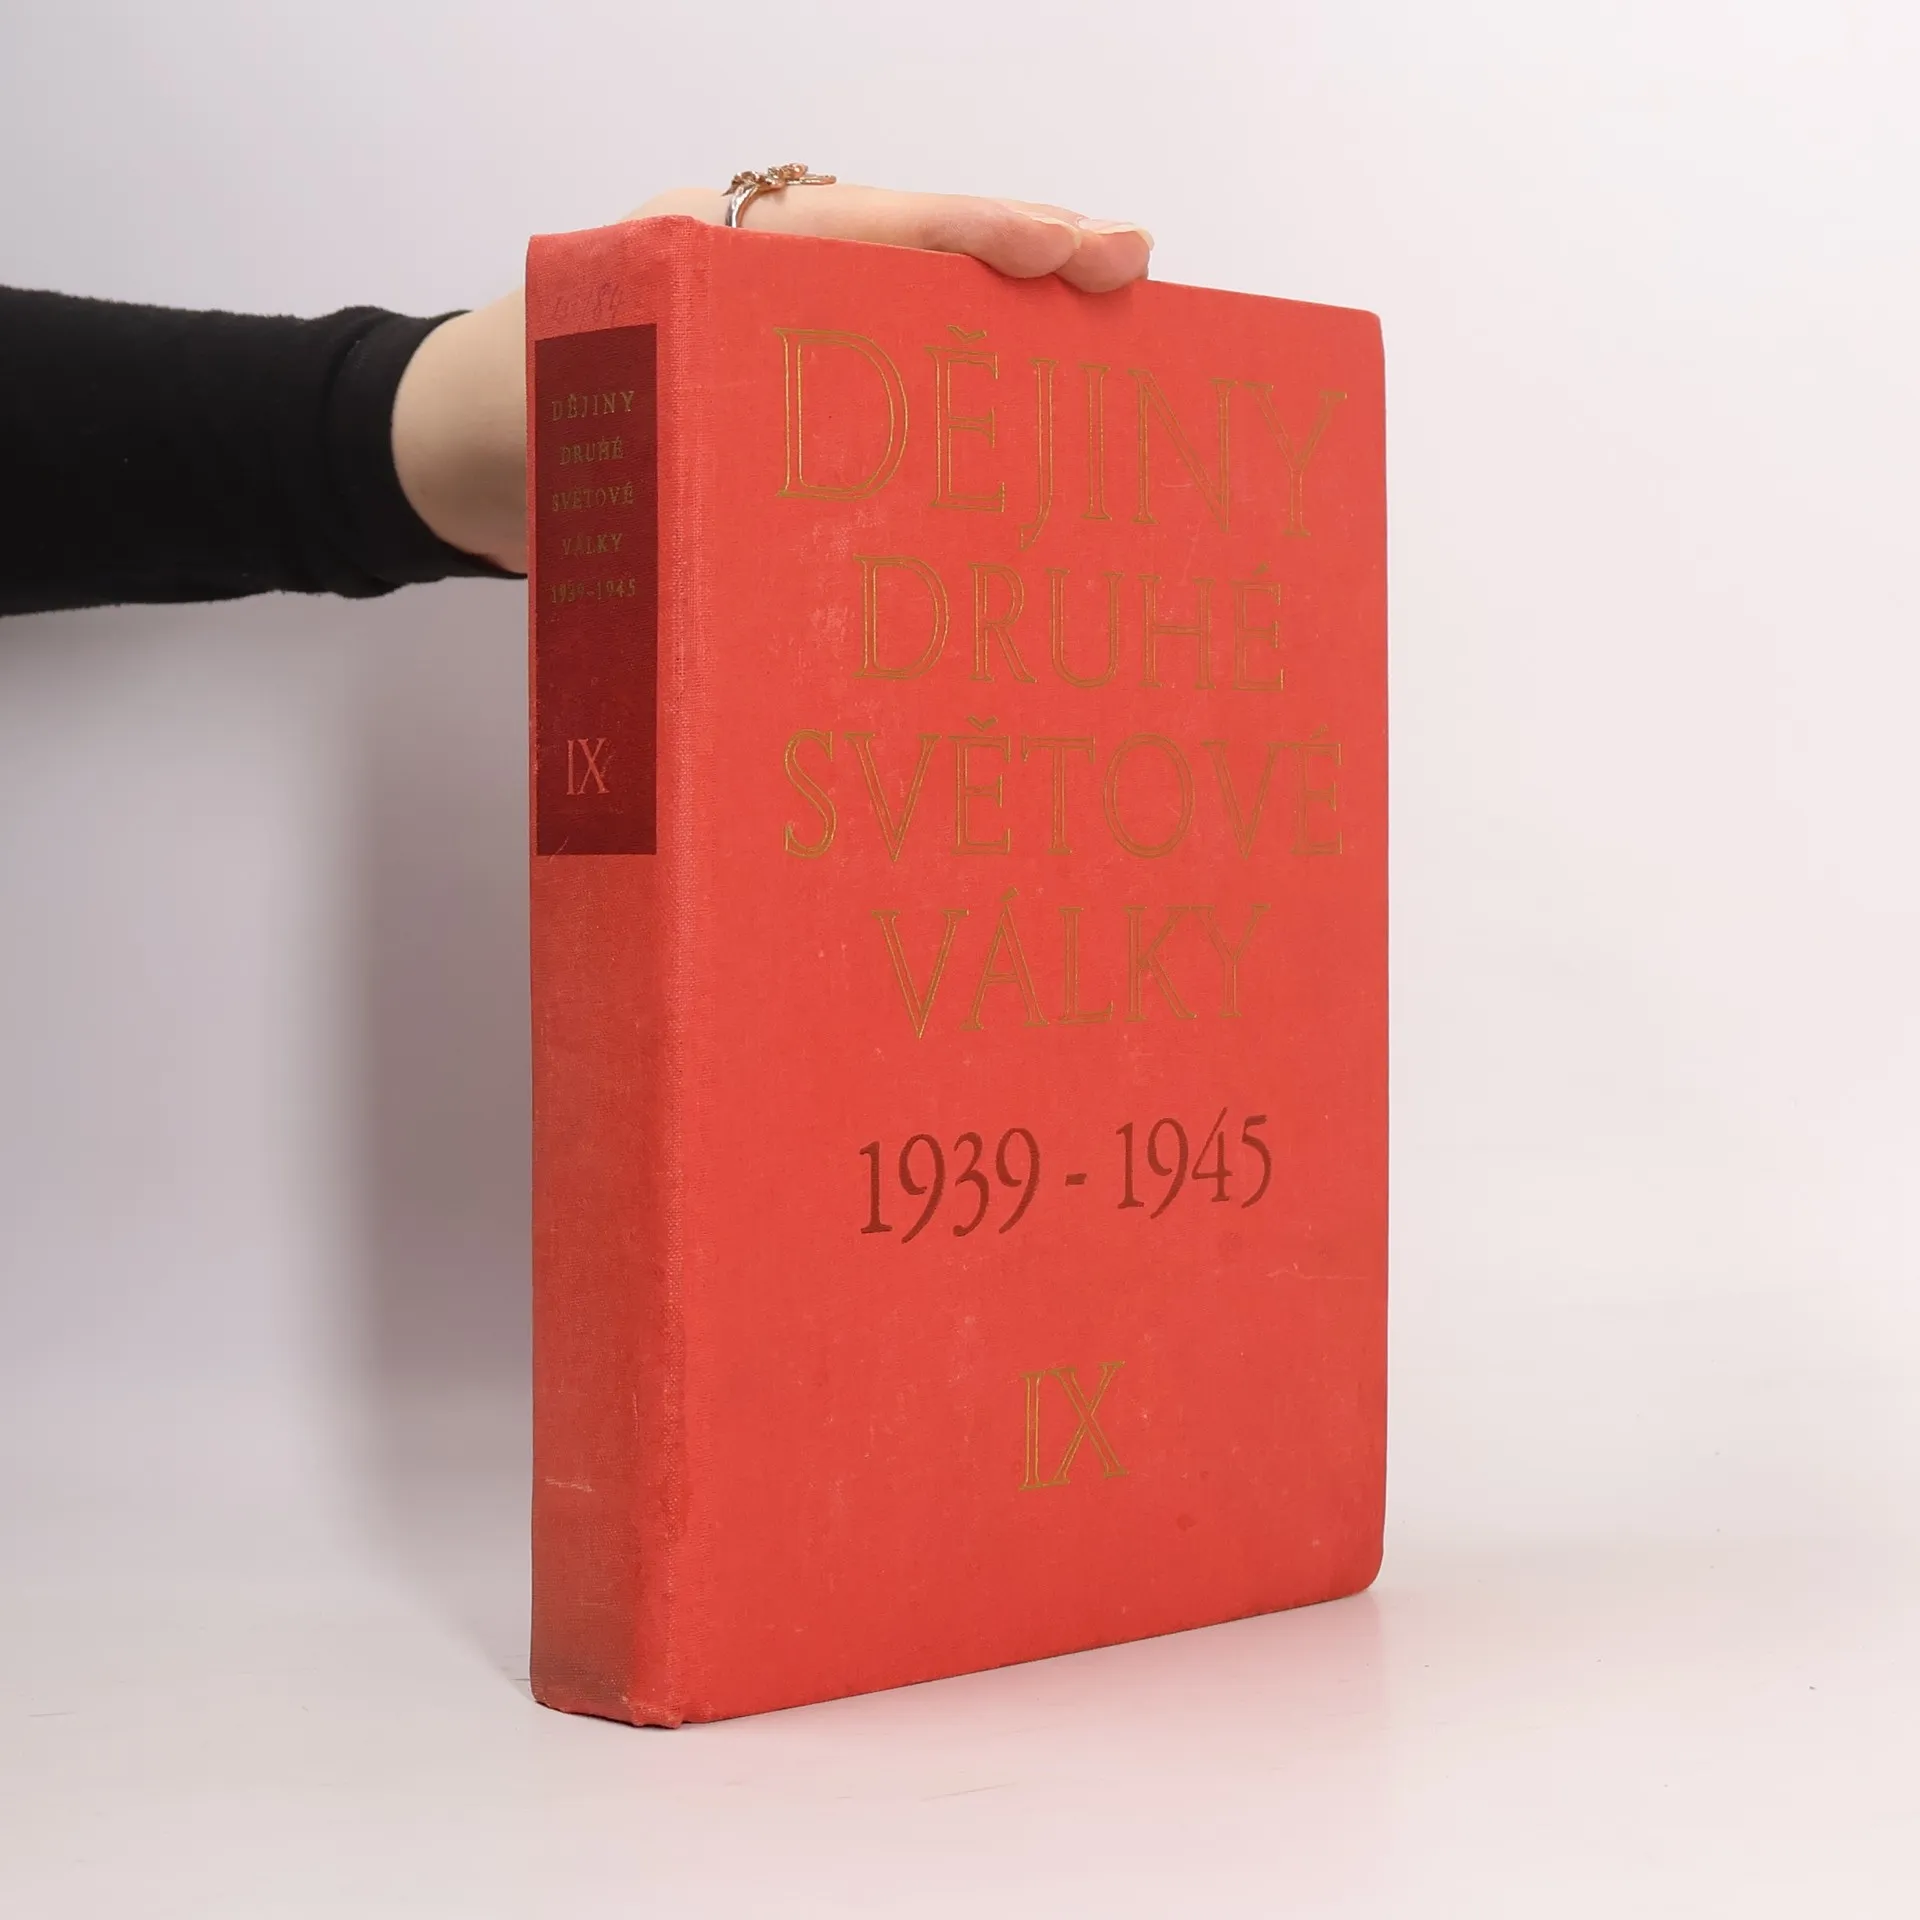 DĚJINY
DRUHÉ
SVĚTOVÉ
VÁLKY
1939-1945
IX
DĚJINY
DRUHÉ
SVĚTOVÉ
VÁLKY
1939 - 1945
IX